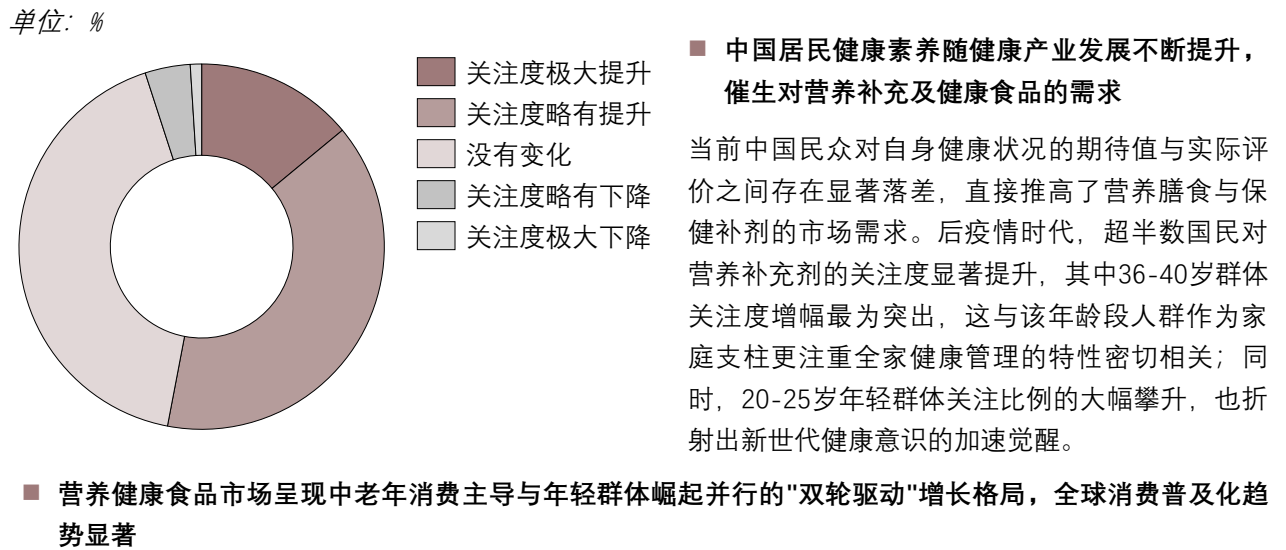 单位：%
关注度极大提升
关注度略有提升
没有变化
关注度略有下降
关注度极大下降
■ 中国居民健康素养随健康产业发展不断提升，
催生对营养补充及健康食品的需求
当前中国民众对自身健康状况的期待值与实际评
价之间存在显著落差，直接推高了营养膳食与保
健补剂的市场需求。后疫情时代，超半数国民对
营养补充剂的关注度显著提升，其中36-40岁群体
关注度增幅最为突出，这与该年龄段人群作为家
庭支柱更注重全家健康管理的特性密切相关；同
时，20-25岁年轻群体关注比例的大幅攀升，也折
射出新世代健康意识的加速觉醒。
■ 营养健康食品市场呈现中老年消费主导与年轻群体崛起并行的"双轮驱动"增长格局，全球消费普及化趋
势显著